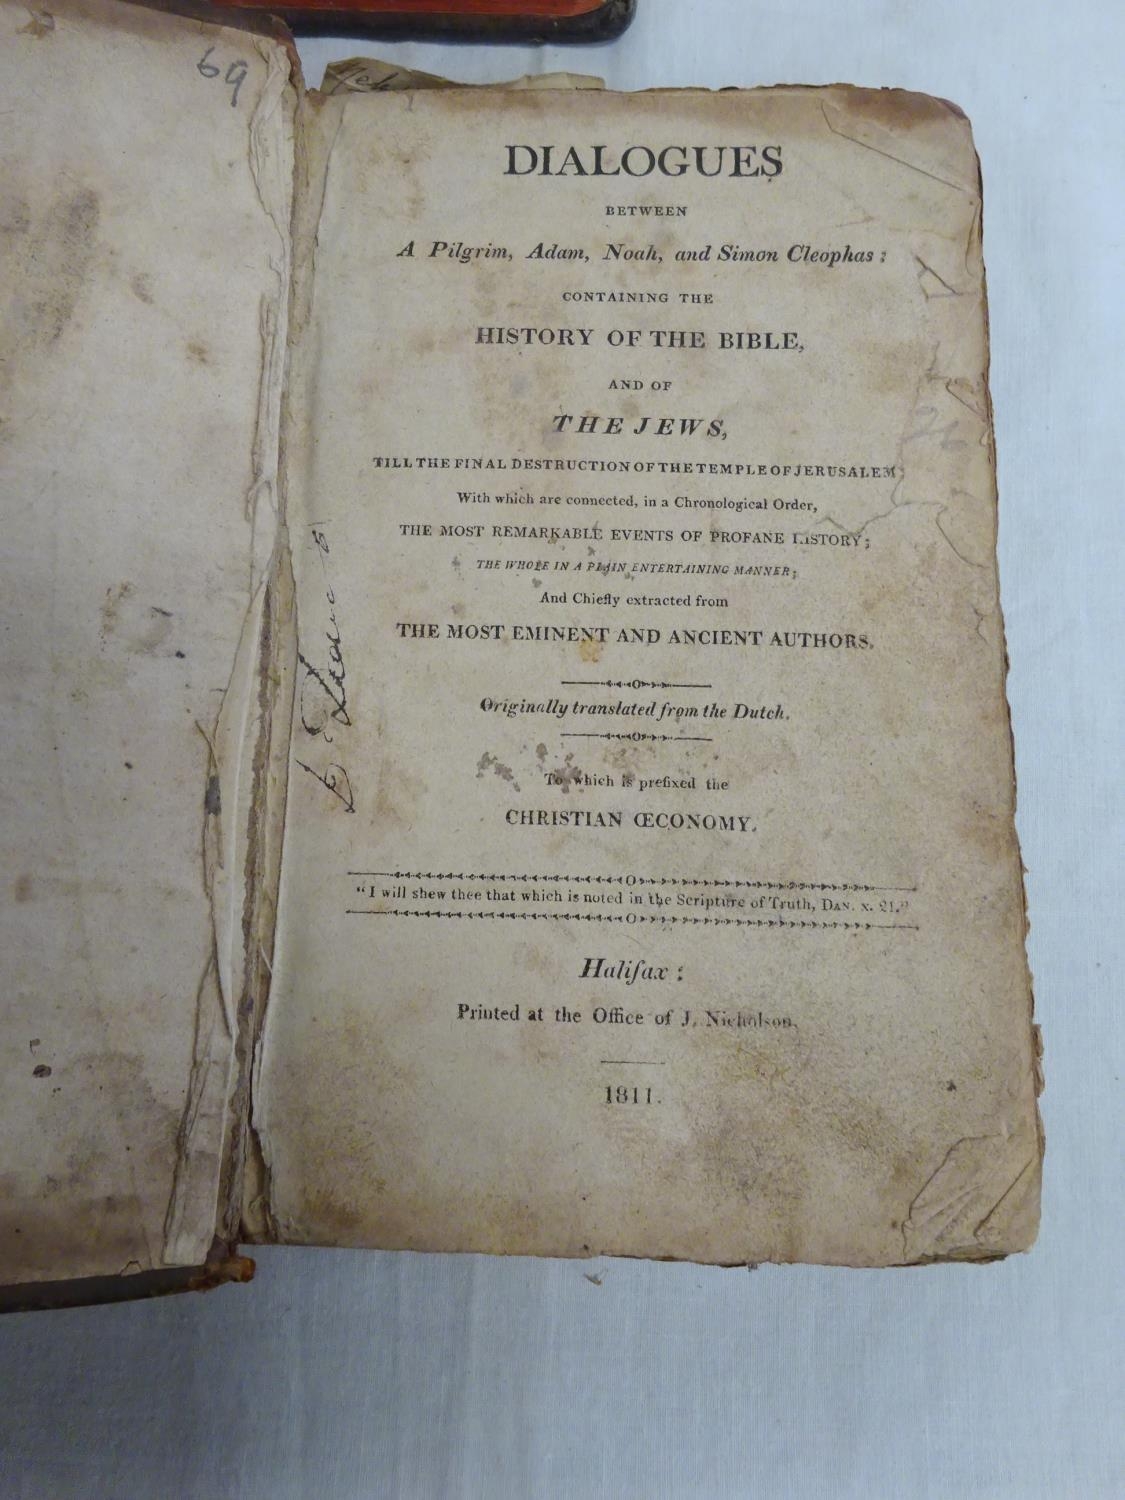 69
DIALOGUES
BETWEEN
A Pilgrim, Adam, Noah, and Simon Cleophas:
CONTAINING THE
HISTORY OF THE BIBLE,
AND OF
THE JEWS,
TILL THE FINAL DESTRUCTION OF THE TEMPLE OF JERUSALEM;
With which are connected, in a Chronological Order,
THE MOST REMARKABLE EVENTS OF PROFANE HISTORY;
THE WHOLE IN A PLAIN ENTERTAINING MANNER;
And Chiefly extracted from
THE MOST EMINENT AND ANCIENT AUTHORS.
Originally translated from the Dutch.
To which is prefixed the
CHRISTIAN ŒCONOMY.
"I will shew thee that which is noted in the Scripture of Truth, DAN. x. 21."
Halifax:
Printed at the Office of J. Nicholson.
1811.